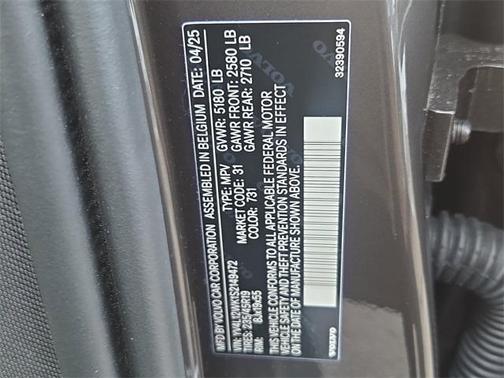 MFD BY VOLVO CAR CORPORATION ASSEMBLED IN BELGIUM DATE: 04/25
VIN: YV4L12WK1S2149472 TYPE: MPV GVWR: 5180 LB
TIRES: 235/45R19 MARKET CODE: 31 GAWR FRONT: 2580 LB
RIM: 8Jx19x55 COLOR: 731 GAWR REAR: 2710 LB
THIS VEHICLE CONFORMS TO ALL APPLICABLE FEDERAL MOTOR
VEHICLE SAFETY AND THEFT PREVENTION STANDARDS IN EFFECT
ON THE DATE OF MANUFACTURE SHOWN ABOVE.
VOLVO 32390594